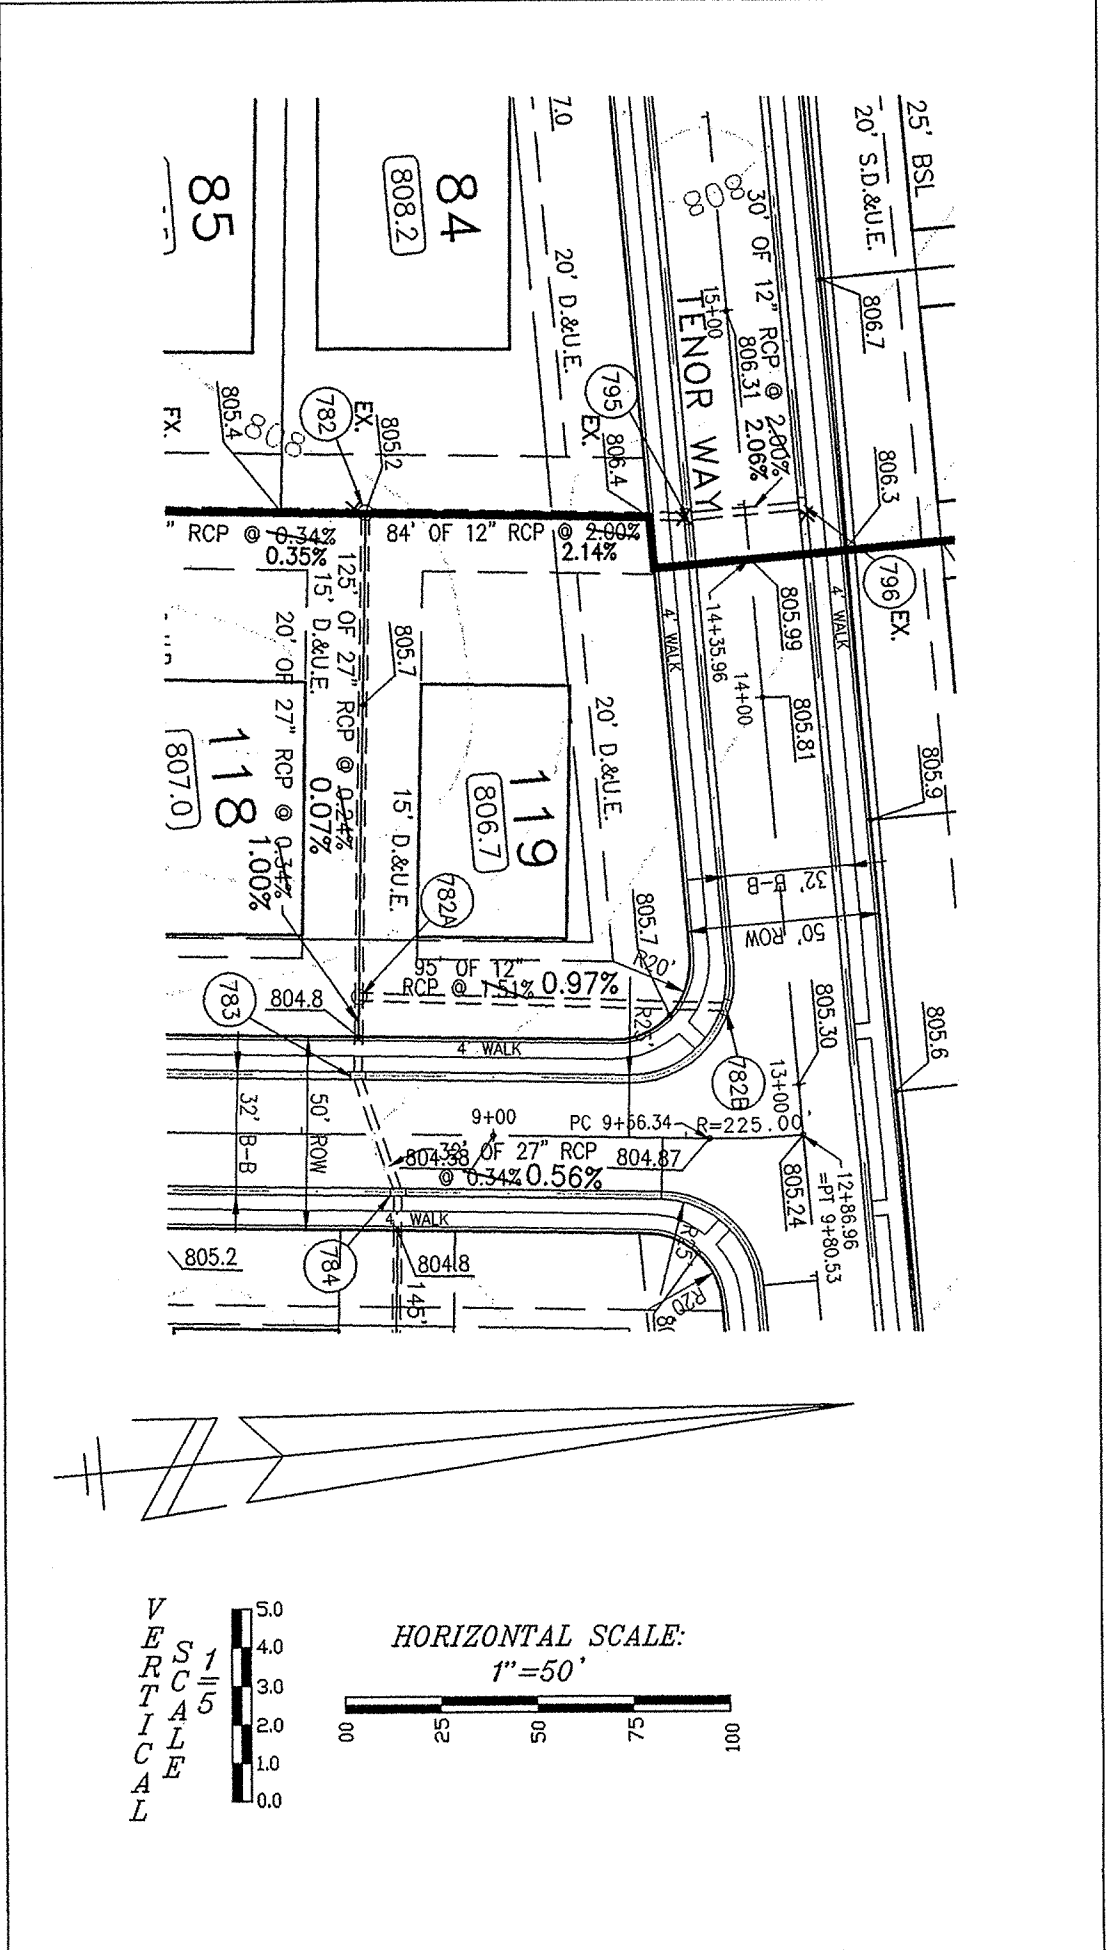 25' BSL
20' S.D.&U.E.
7.0
84
808.2
85
20' D.&U.E.
808
30' OF 12" RCP @ 2.00%
2.06%
15+00
806.31
TENOR WAY
806.7
795
EX.
806.4
782
EX.
805.2
805.4
808
EX.
806.3
796
EX.
" RCP @ 0.34%
0.35%
84' OF 12" RCP @ 2.00%
2.14%
125' OF 27" RCP @ 0.24%
0.07%
15' D.&U.E.
20' OF 27" RCP @ 0.34%
1.00%
805.7
4' WALK
14+35.96
805.99
4' WALK
14+00
805.81
805.9
20' D.&U.E.
118
807.0
119
806.7
15' D.&U.E.
32' B-B
50' ROW
782A
805.7
R20'
95' OF 12"
RCP @ 1.51% 0.97%
783
804.8
R25'
4' WALK
782B
805.30
13+00
805.6
32' B-B
50' ROW
9+00
PC 9+56.34
R=225.00'
804.38
32' OF 27" RCP
@ 0.34% 0.56%
804.87
805.24
12+86.96
=PT 9+80.53
4' WALK
805.2
784
804.8
145'
R25'
R20'
VERTICAL
SCALE
1
5
5.0
4.0
3.0
2.0
1.0
0.0
HORIZONTAL SCALE:
1"=50'
00
25
50
75
100